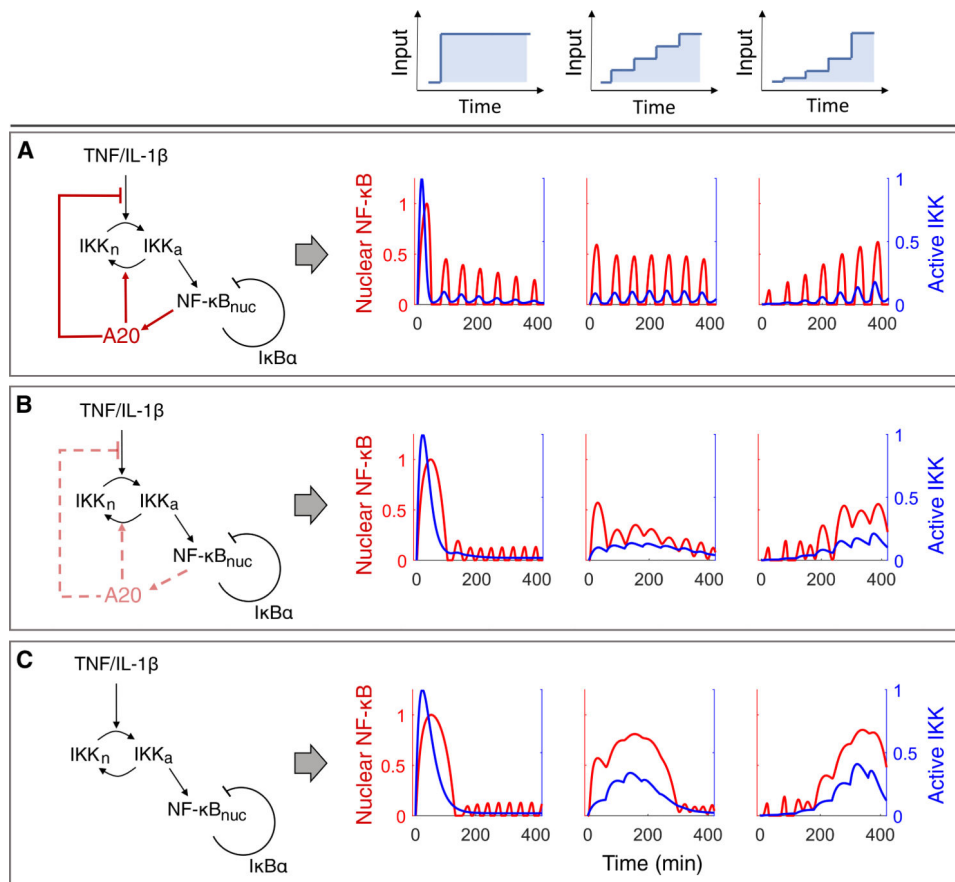 Input
Time
Input
Time
Input
Time
A
TNF/IL-1β
IKKn
IKKa
NF-κBnuc
A20
IκBα
Nuclear NF-κB
1
0.5
0
0 200 400
0 200 400
0 200 400
1
0.5
0
Active IKK
B
TNF/IL-1β
IKKn
IKKa
NF-κBnuc
A20
IκBα
Nuclear NF-κB
1
0.5
0
0 200 400
0 200 400
0 200 400
1
0.5
0
Active IKK
C
TNF/IL-1β
IKKn
IKKa
NF-κBnuc
IκBα
Nuclear NF-κB
1
0.5
0
0 200 400
0 200 400
0 200 400
1
0.5
0
Active IKK
Time (min)